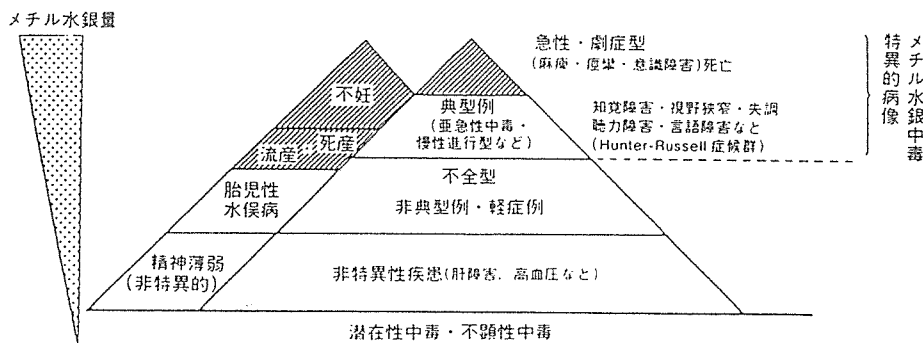 メチル水銀量
急性・劇症型
(麻痺・痙攣・意識障害)死亡
メチル水銀中毒
特異的病像
不妊
典型例
(亜急性中毒・
慢性進行型など)
知覚障害・視野狭窄・失調
聴力障害・言語障害など
(Hunter-Russell 症候群)
流産
死産
胎児性
水俣病
不全型
非典型例・軽症例
精神薄弱
(非特異的)
非特異性疾患(肝障害、高血圧など)
潜在性中毒・不顕性中毒